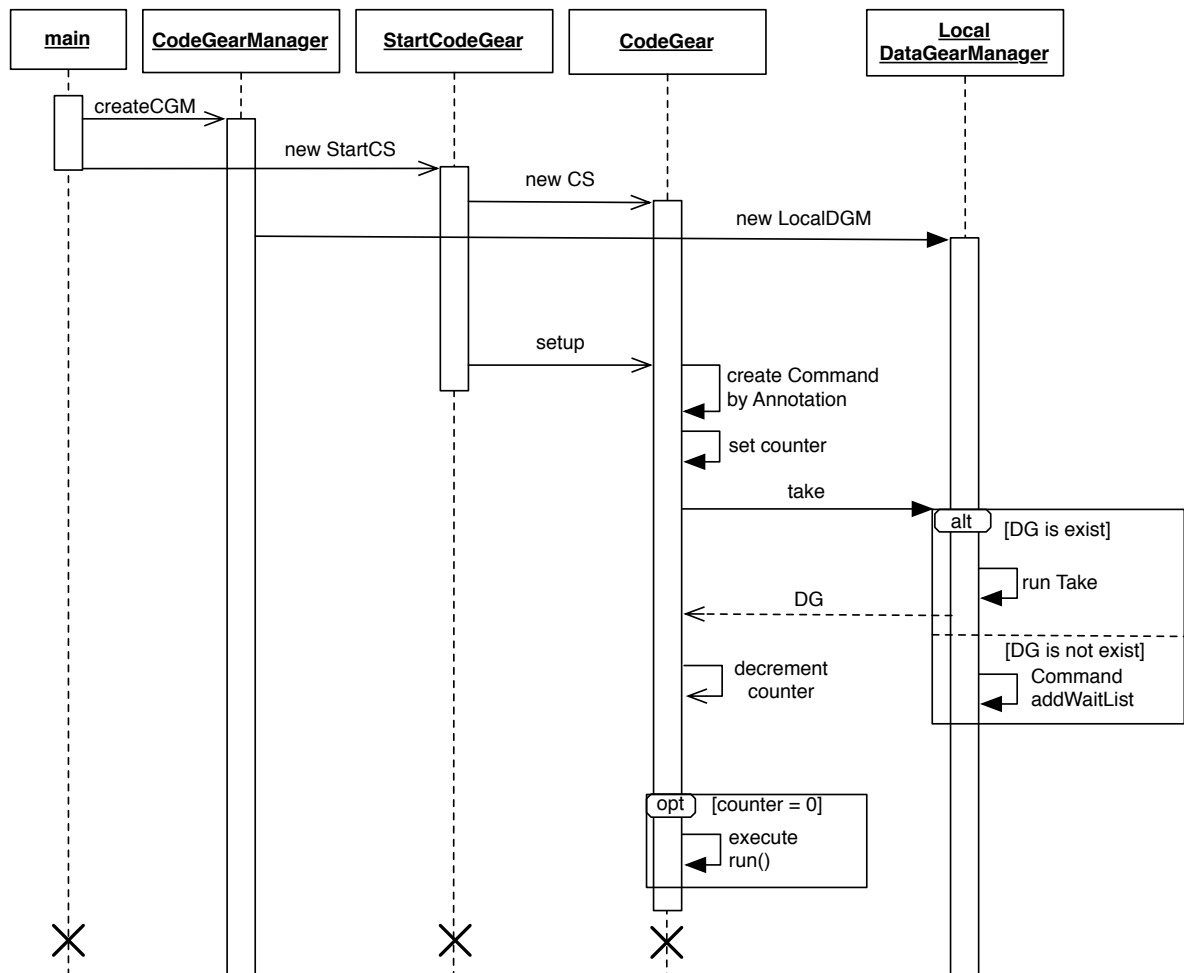 main
CodeGearManager
StartCodeGear
CodeGear
Local
DataGearManager
createCGM
new StartCS
new CS
new LocalDGM
setup
create Command
by Annotation
set counter
take
alt
[DG is exist]
run Take
DG
[DG is not exist]
decrement
counter
Command
addWaitList
opt
[counter = 0]
execute
run()